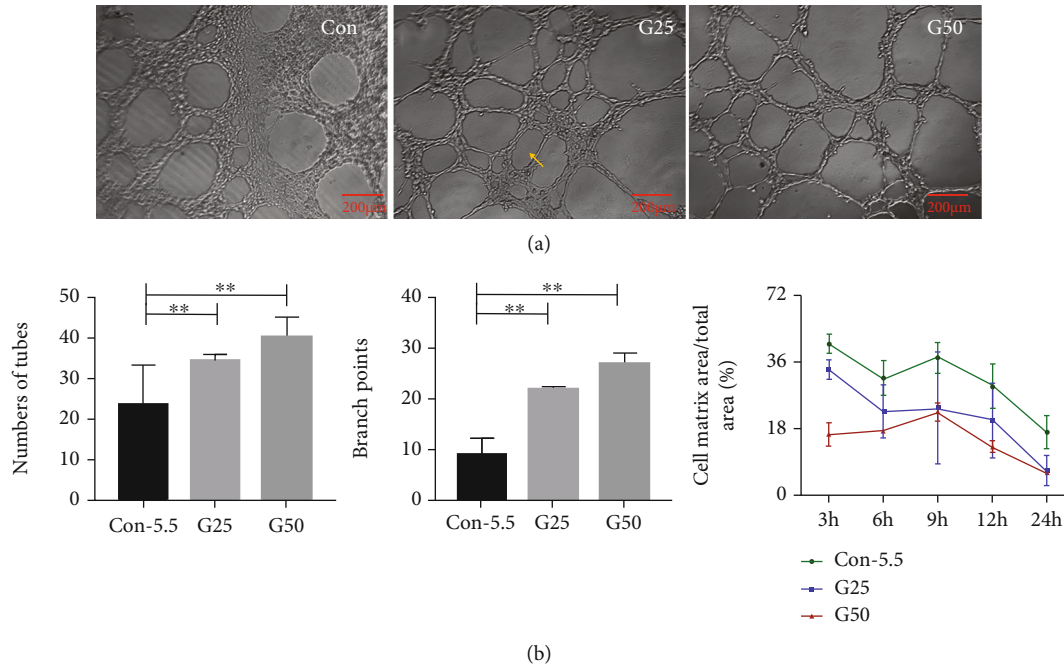 Con
G25
G50
200μm
200μm
200μm
(a)
Numbers of tubes
50
40
30
20
10
0
**
**
Con-5.5
G25
G50
Branch points
40
30
20
10
0
**
**
Con-5.5
G25
G50
Cell matrix area/total
area (%)
72
36
18
0
3h
6h
9h
12h
24h
Con-5.5
G25
G50
(b)